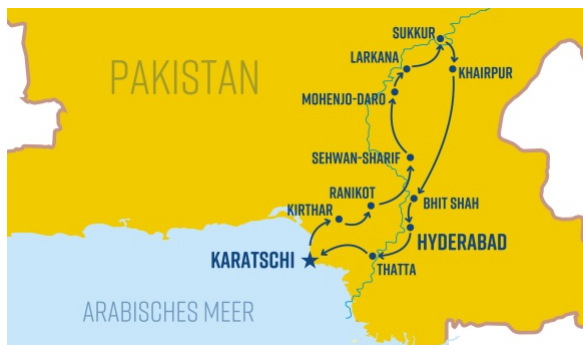 SUKKUR
LARKANA
KHAIRPUR
PAKISTAN
MOHENJO-DARO
SEHWAN-SHARIF
RANIKOT
BHIT SHAH
KIRTHAR
HYDERABAD
KARATSCHI
THATTA
ARABISCHES MEER